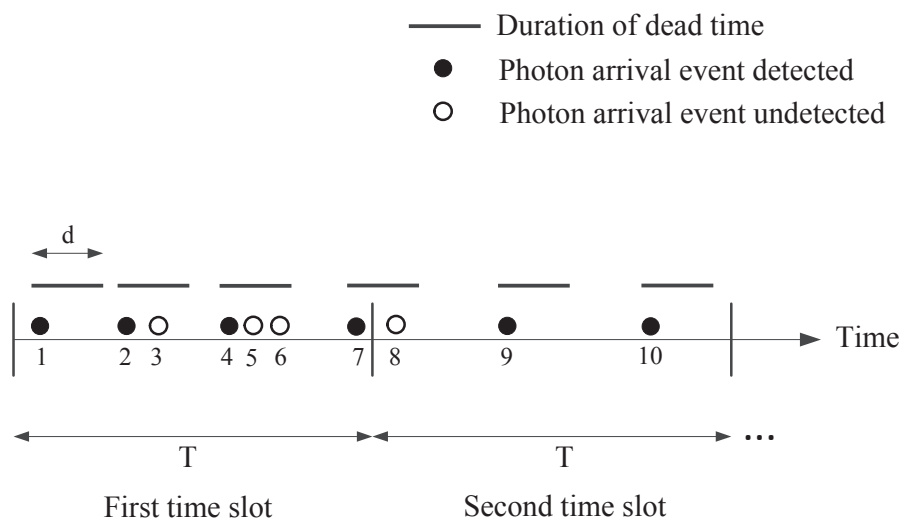 Duration of dead time
Photon arrival event detected
Photon arrival event undetected
d
1 2 3 4 5 6 7 8 9 10
Time
T T ...
First time slot Second time slot